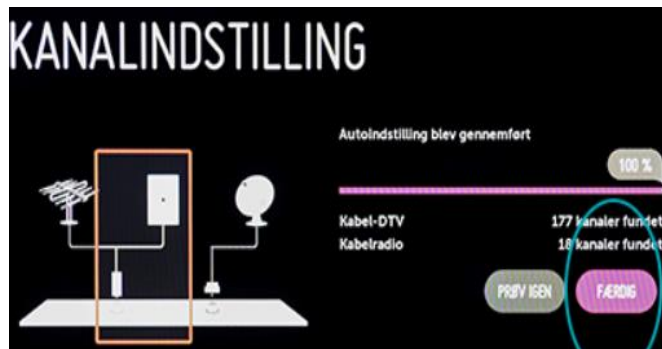 KANALINDSTILLING
Autoindstilling blev gennemført
100 %
Kabel-DTV 177 kanaler fundet
Kabelradio 18 kanaler fundet
PRØV IGEN FÆRDIG